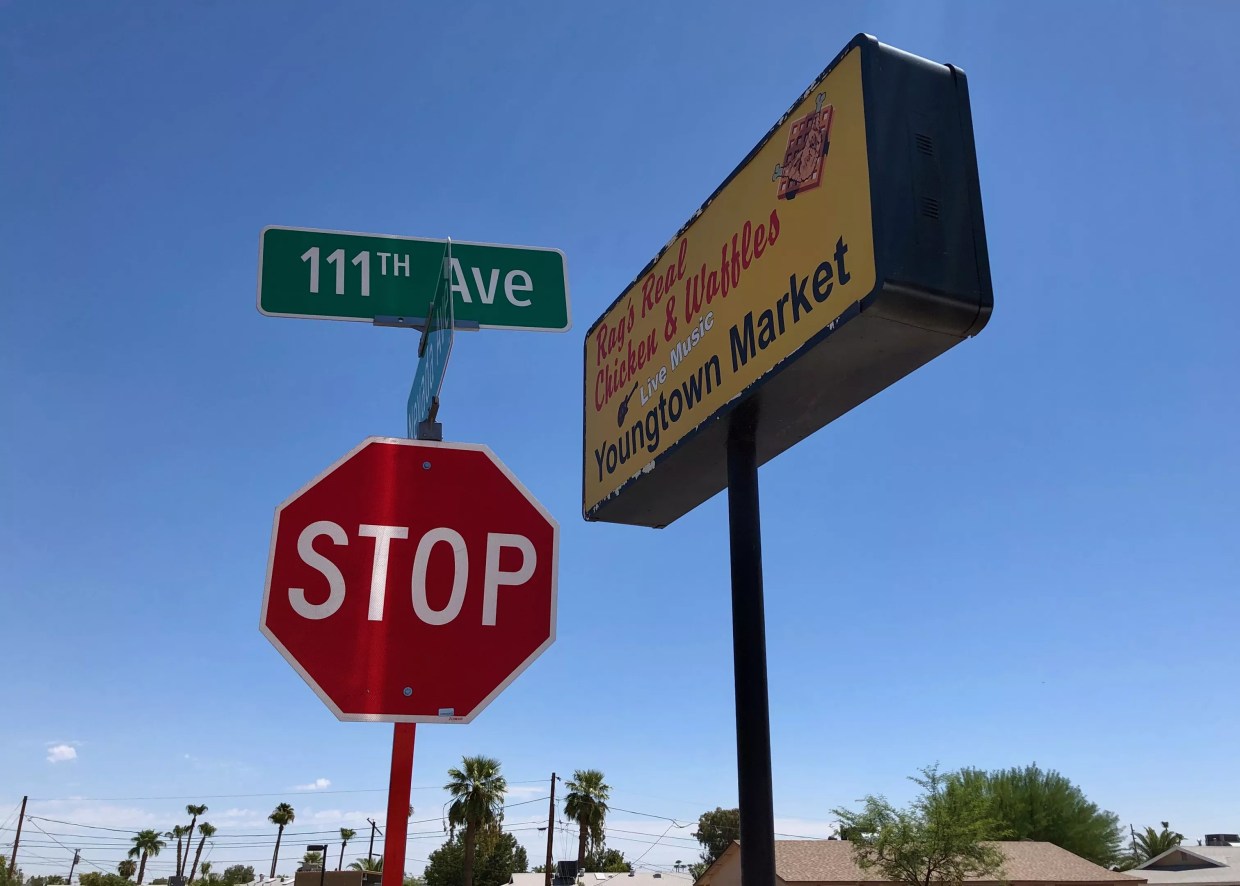 111TH Ave
STOP
Rag's Real
Chicken & Waffles
Live Music
Youngtown Market